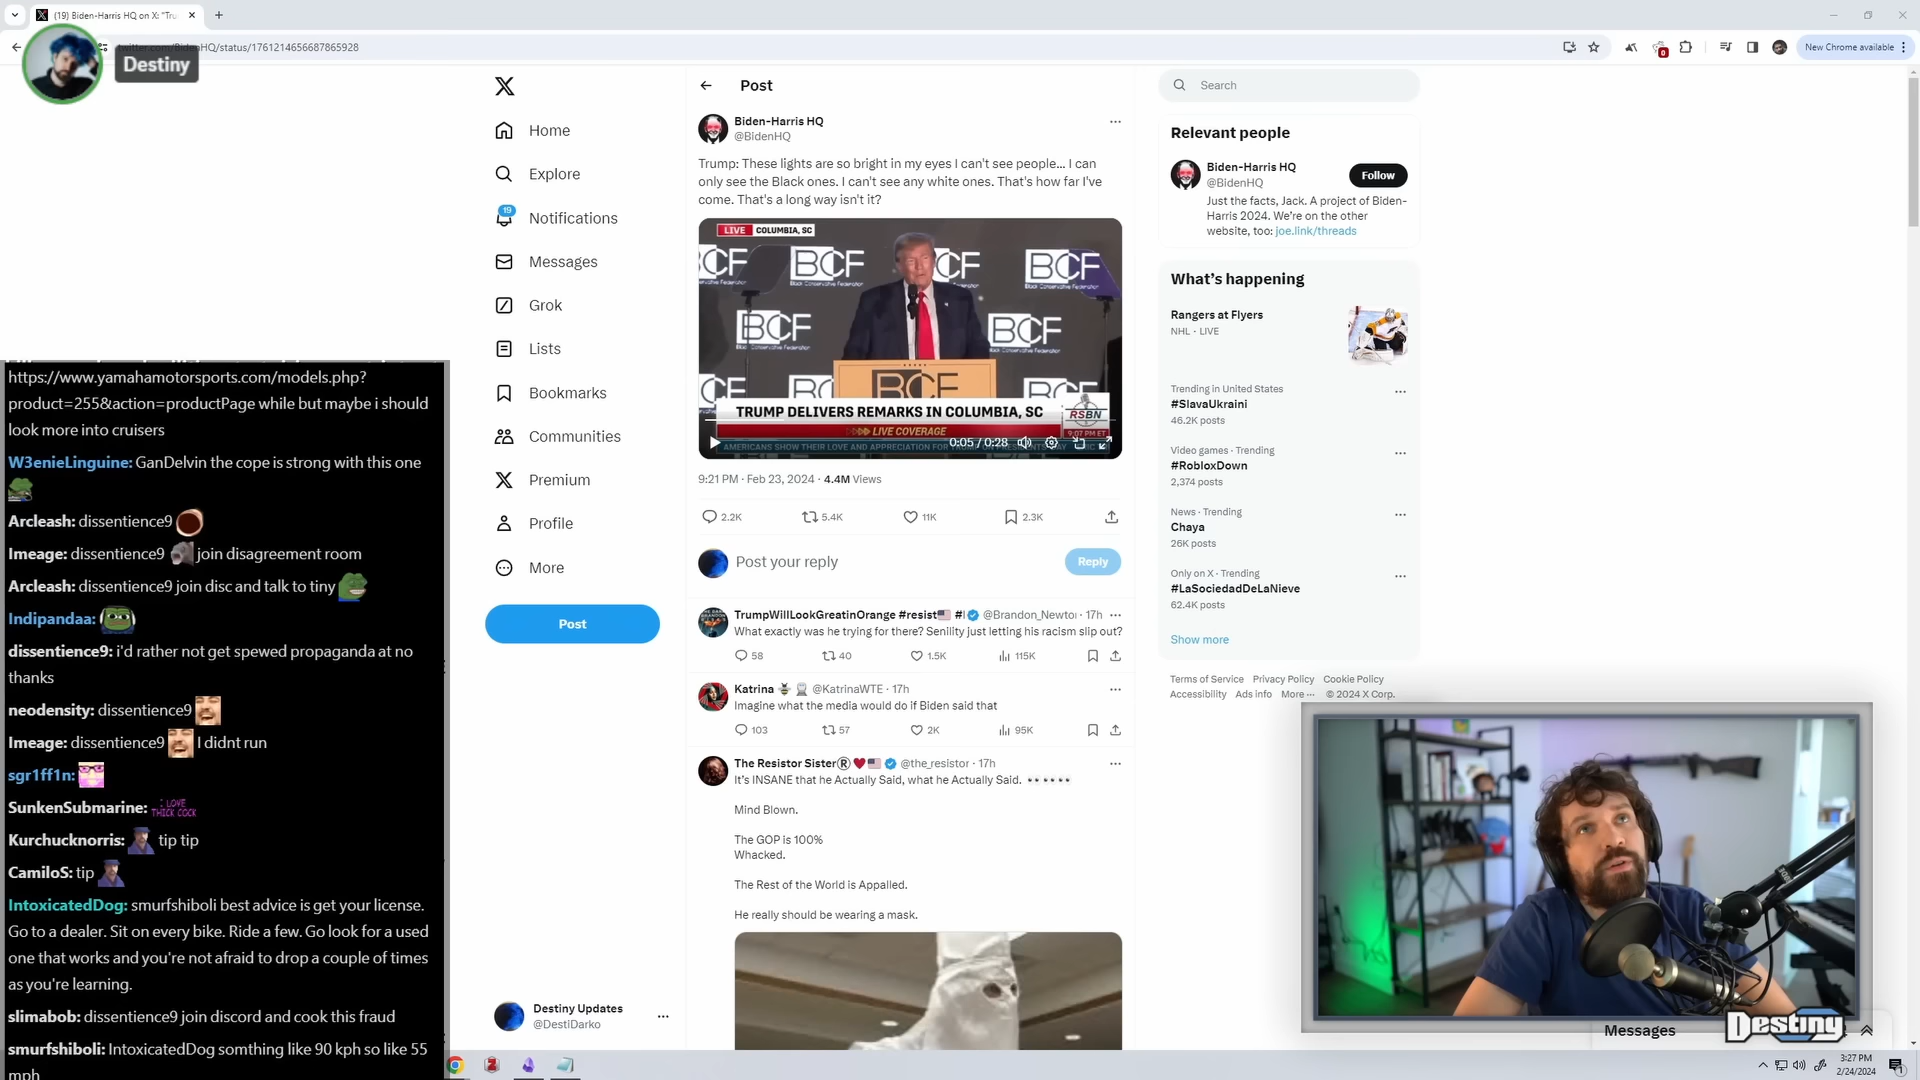 (19) Biden-Harris HQ on X: "Tru
twitter.com/BidenHQ/status/1761214656687865928
New Chrome available
Destiny
Home
Explore
19
Notifications
Messages
Grok
Lists
Bookmarks
Communities
Premium
Profile
More
Post
Destiny Updates
@DestiDarko
Post
Biden-Harris HQ
@BidenHQ
Trump: These lights are so bright in my eyes I can't see people... I can
only see the Black ones. I can't see any white ones. That's how far I've
come. That's a long way isn't it?
LIVE COLUMBIA, SC
BCF
Black Conservative Federation
TRUMP DELIVERS REMARKS IN COLUMBIA, SC
LIVE COVERAGE
RSBN
9:07 PM ET
AMERICANS SHOW THEIR LOVE AND APPRECIATION FOR TRUMP ON PRESIDENTS
0:05 / 0:28
9:21 PM · Feb 23, 2024 · 4.4M Views
2.2K 5.4K 11K 2.3K
Post your reply
Reply
TrumpWillLookGreatinOrange #resist #! @Brandon_Newto · 17h
What exactly was he trying for there? Senility just letting his racism slip out?
58 40 1.5K 115K
Katrina @KatrinaWTE · 17h
Imagine what the media would do if Biden said that
103 57 2K 95K
The Resistor Sister® @the_resistor · 17h
It's INSANE that he Actually Said, what he Actually Said.
Mind Blown.
The GOP is 100%
Whacked.
The Rest of the World is Appalled.
He really should be wearing a mask.
Search
Relevant people
Biden-Harris HQ
@BidenHQ
Follow
Just the facts, Jack. A project of Biden-
Harris 2024. We're on the other
website, too: joe.link/threads
What's happening
Rangers at Flyers
NHL · LIVE
Trending in United States
#SlavaUkraini
46.2K posts
Video games · Trending
#RobloxDown
2,374 posts
News · Trending
Chaya
26K posts
Only on X · Trending
#LaSociedadDeLaNieve
62.4K posts
Show more
Terms of Service Privacy Policy Cookie Policy
Accessibility Ads info More ··· © 2024 X Corp.
https://www.yamahamotorsports.com/models.php?
product=255&action=productPage while but maybe i should
look more into cruisers
W3enieLinguine: GanDelvin the cope is strong with this one
Arcleash: dissentience9
Imeage: dissentience9 join disagreement room
Arcleash: dissentience9 join disc and talk to tiny
Indipandaa:
dissentience9: i'd rather not get spewed propaganda at no
thanks
neodensity: dissentience9
Imeage: dissentience9 I didnt run
sgr1ff1n:
SunkenSubmarine: I LOVE
THICK COCK
Kurchucknorris: tip tip
CamiloS: tip
IntoxicatedDog: smurfshiboli best advice is get your license.
Go to a dealer. Sit on every bike. Ride a few. Go look for a used
one that works and you're not afraid to drop a couple of times
as you're learning.
slimabob: dissentience9 join discord and cook this fraud
smurfshiboli: IntoxicatedDog somthing like 90 kph so like 55
mph
Messages
Destiny
3:27 PM
2/24/2024